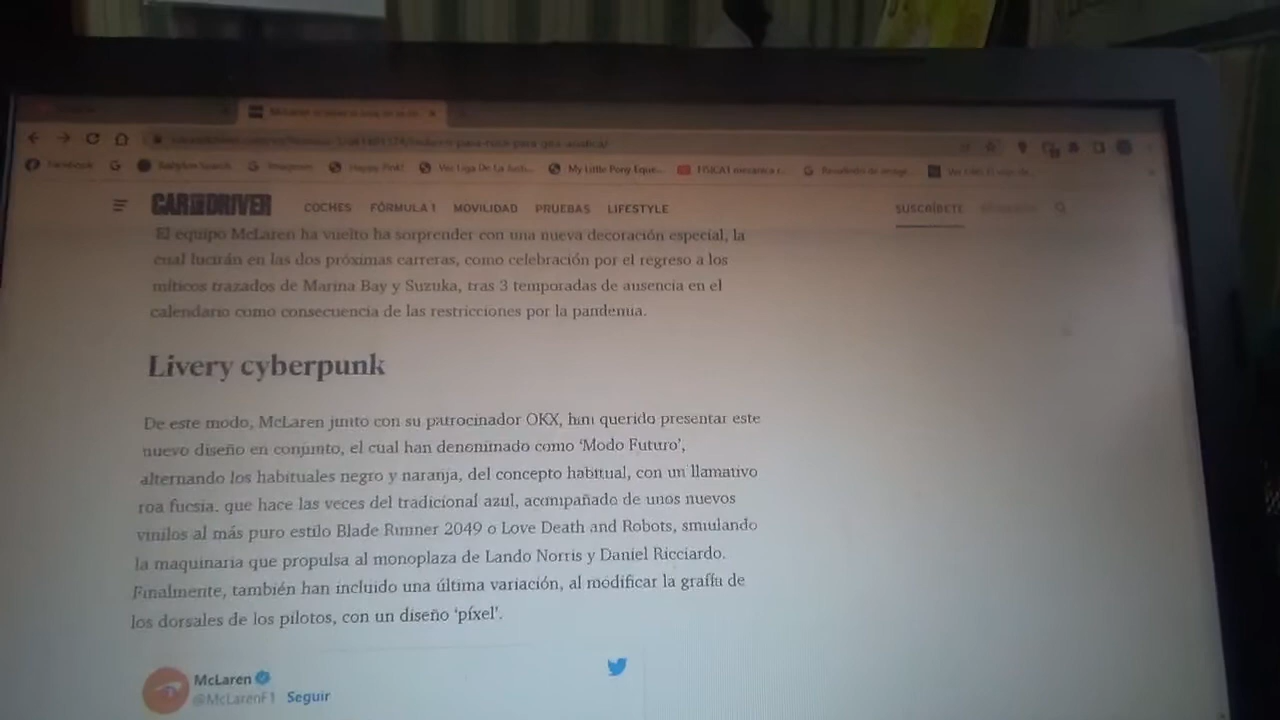 Facebook
Babylon Search
Imágenes
Happy Pink!
Ver Liga De La Justi...
My Little Pony Eque...
FISICA1 mecanica r...
CAR AND DRIVER
COCHES FÓRMULA 1 MOVILIDAD PRUEBAS LIFESTYLE
SUSCRÍBETE
El equipo McLaren ha vuelto ha sorprender con una nueva decoración especial, la
cual lucirán en las dos próximas carreras, como celebración por el regreso a los
míticos trazados de Marina Bay y Suzuka, tras 3 temporadas de ausencia en el
calendario como consecuencia de las restricciones por la pandemia.
Livery cyberpunk
De este modo, McLaren junto con su patrocinador OKX, han querido presentar este
nuevo diseño en conjunto, el cual han denominado como ‘Modo Futuro’,
alternando los habituales negro y naranja, del concepto habitual, con un llamativo
roa fucsia. que hace las veces del tradicional azul, acompañado de unos nuevos
vinilos al más puro estilo Blade Runner 2049 o Love Death and Robots, simulando
la maquinaria que propulsa al monoplaza de Lando Norris y Daniel Ricciardo.
Finalmente, también han incluido una última variación, al modificar la graffía de
los dorsales de los pilotos, con un diseño ‘píxel’.
McLaren
@McLarenF1 Seguir